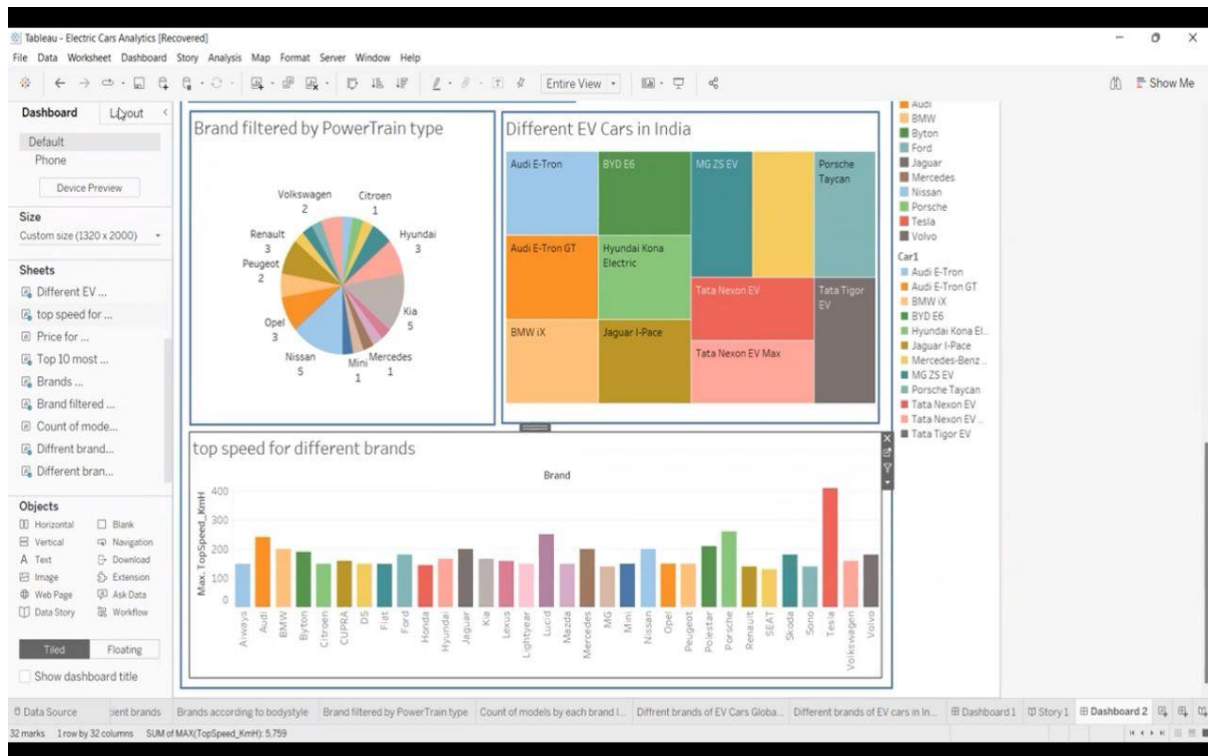 Tableau - Electric Cars Analytics [Recovered]
File Data Worksheet Dashboard Story Analysis Map Format Server Window Help
Entire View
Show Me
Dashboard
Layout
Default
Phone
Device Preview
Size
Custom size (1320 x 2000)
Sheets
Different EV ...
top speed for ...
Price for ...
Top 10 most ...
Brands ...
Brand filtered ...
Count of mode...
Diffrent brand...
Different bran...
Objects
Horizontal Blank
Vertical Navigation
A Text Download
Image Extension
Web Page Ask Data
Data Story Workflow
Tiled Floating
Show dashboard title
Brand filtered by PowerTrain type
Volkswagen
2
Citroen
1
Renault
3
Hyundai
3
Peugeot
2
Kia
5
Opel
3
Nissan
5
Mini
1
Mercedes
1
Different EV Cars in India
Audi E-Tron
BYD E6
MG ZS EV
Porsche
Taycan
Audi E-Tron GT
Hyundai Kona
Electric
Tata Nexon EV
Tata Tigor
EV
BMW iX
Jaguar I-Pace
Tata Nexon EV Max
Audi
BMW
Byton
Ford
Jaguar
Mercedes
Nissan
Porsche
Tesla
Volvo
Car1
Audi E-Tron
Audi E-Tron GT
BMW iX
BYD E6
Hyundai Kona El...
Jaguar I-Pace
Mercedes-Benz ...
MG ZS EV
Porsche Taycan
Tata Nexon EV
Tata Nexon EV ...
Tata Tigor EV
top speed for different brands
Brand
Max. TopSpeed_KmH
400
300
200
100
0
Aiways
Audi
BMW
Byton
Citroen
CUPRA
DS
Fiat
Ford
Honda
Hyundai
Jaguar
Kia
Lexus
Lightyear
Lucid
Mazda
Mercedes
MG
Mini
Nissan
Opel
Peugeot
Polestar
Porsche
Renault
SEAT
Skoda
Sono
Tesla
Volkswagen
Volvo
Data Source
Brands according to bodystyle
Brand filtered by PowerTrain type
Count of models by each brand I...
Diffrent brands of EV Cars Globa...
Different brands of EV cars in In...
Dashboard 1
Story 1
Dashboard 2
32 marks 1 row by 32 columns SUM of MAX(TopSpeed_KmH): 5,759